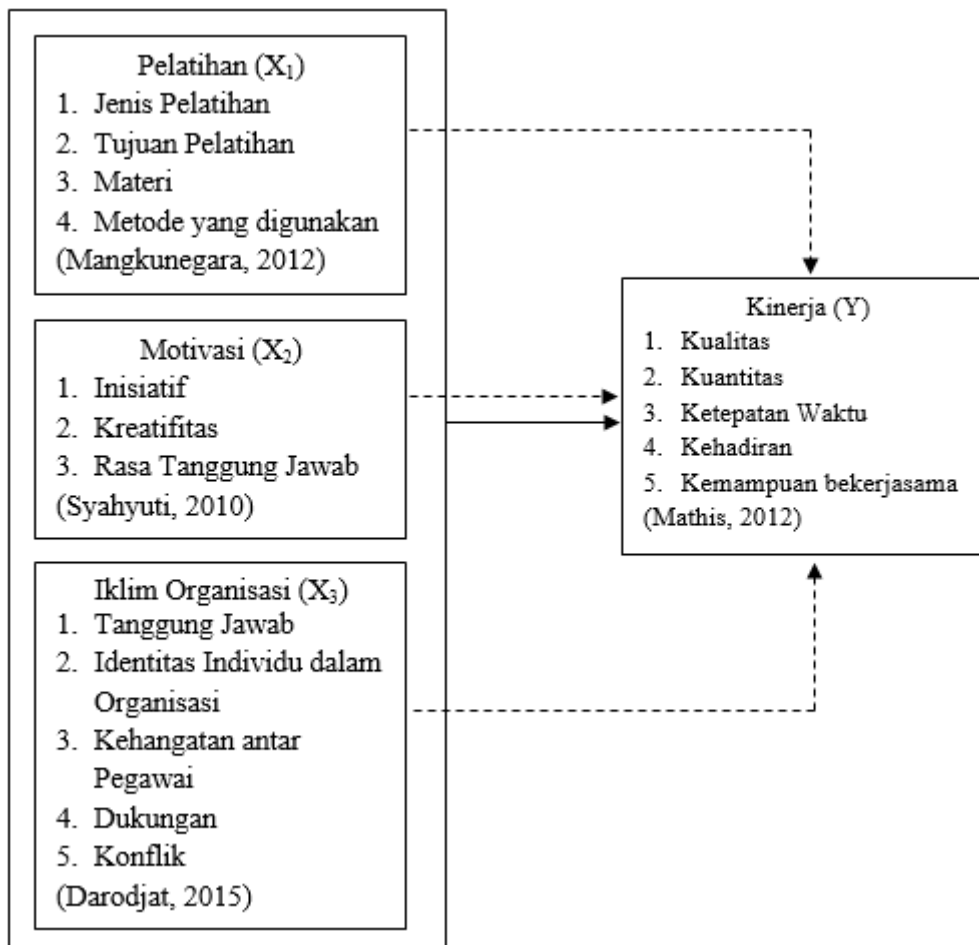 Pelatihan (X₁)
1. Jenis Pelatihan
2. Tujuan Pelatihan
3. Materi
4. Metode yang digunakan
(Mangkunegara, 2012)
Motivasi (X₂)
1. Inisiatif
2. Kreatifitas
3. Rasa Tanggung Jawab
(Syahyuti, 2010)
Iklim Organisasi (X₃)
1. Tanggung Jawab
2. Identitas Individu dalam
Organisasi
3. Kehangatan antar
Pegawai
4. Dukungan
5. Konflik
(Darodjat, 2015)
Kinerja (Y)
1. Kualitas
2. Kuantitas
3. Ketepatan Waktu
4. Kehadiran
5. Kemampuan bekerjasama
(Mathis, 2012)